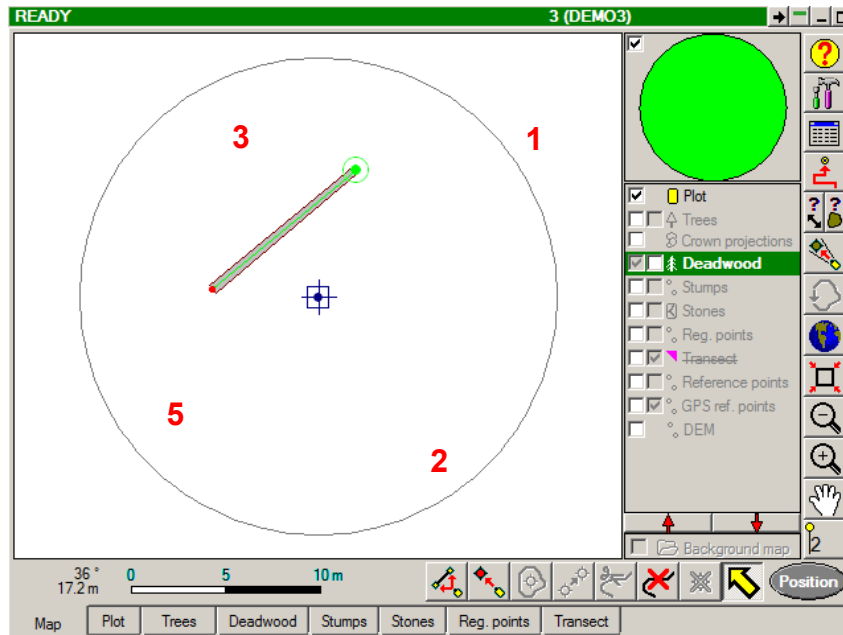 READY 3 (DEMO3)
3
1
5
2
Plot
Trees
Crown projections
Deadwood
Stumps
Stones
Reg. points
Transect
Reference points
GPS ref. points
DEM
Background map
? ?
?
2
36 °
17.2 m
0 5 10 m
Position
Map Plot Trees Deadwood Stumps Stones Reg. points Transect